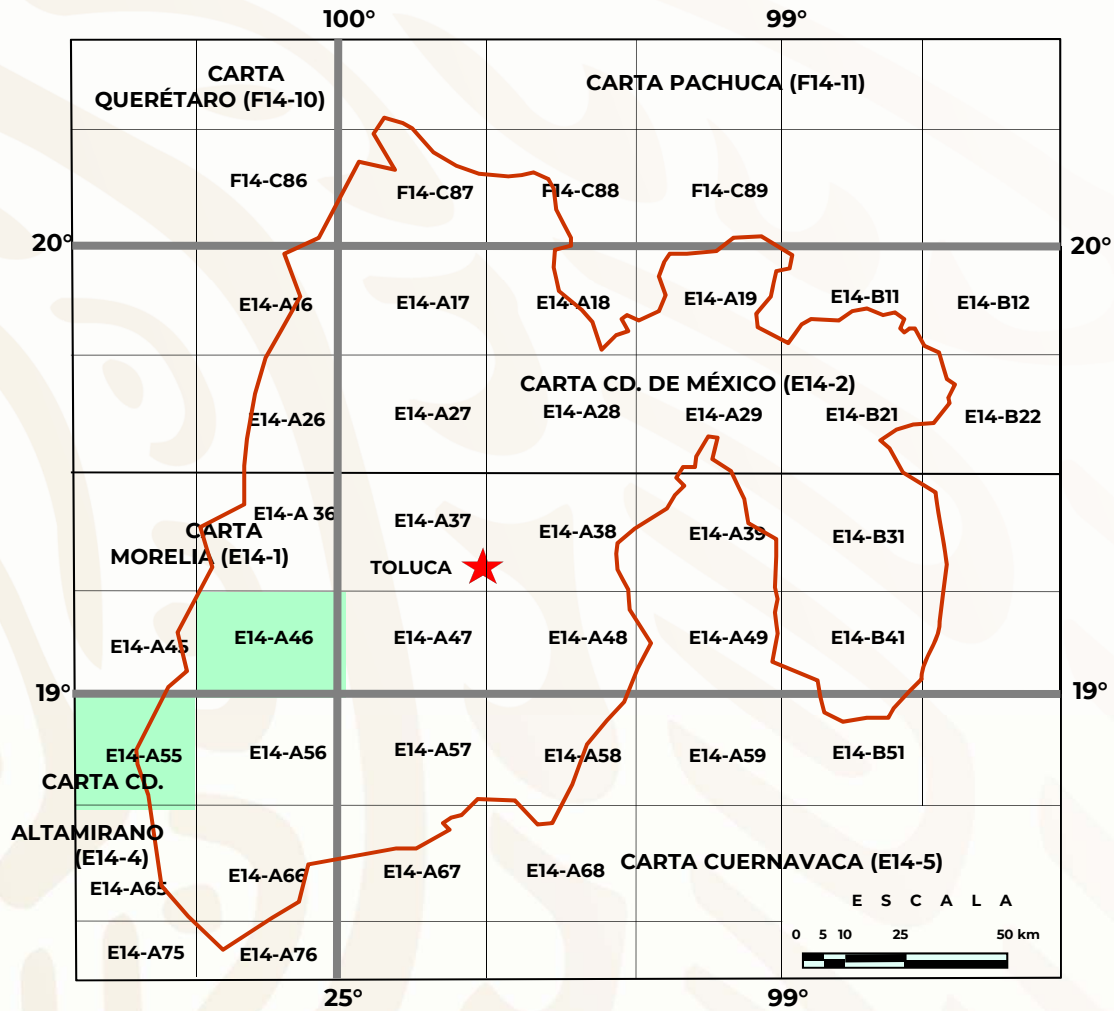 100°
99°
CARTA
QUERÉTARO (F14-10)
CARTA PACHUCA (F14-11)
F14-C86
F14-C87
F14-C88
F14-C89
20°
20°
E14-A16
E14-A17
E14-A18
E14-A19
E14-B11
E14-B12
CARTA CD. DE MÉXICO (E14-2)
E14-A26
E14-A27
E14-A28
E14-A29
E14-B21
E14-B22
E14-A 36
E14-A37
E14-A38
E14-A39
E14-B31
CARTA
MORELIA (E14-1)
TOLUCA
E14-A45
E14-A46
E14-A47
E14-A48
E14-A49
E14-B41
19°
19°
E14-A55
E14-A56
E14-A57
E14-A58
E14-A59
E14-B51
CARTA CD.
ALTAMIRANO
(E14-4)
CARTA CUERNAVACA (E14-5)
E14-A65
E14-A66
E14-A67
E14-A68
E S C A L A
0 5 10 25 50 km
E14-A75
E14-A76
25°
99°